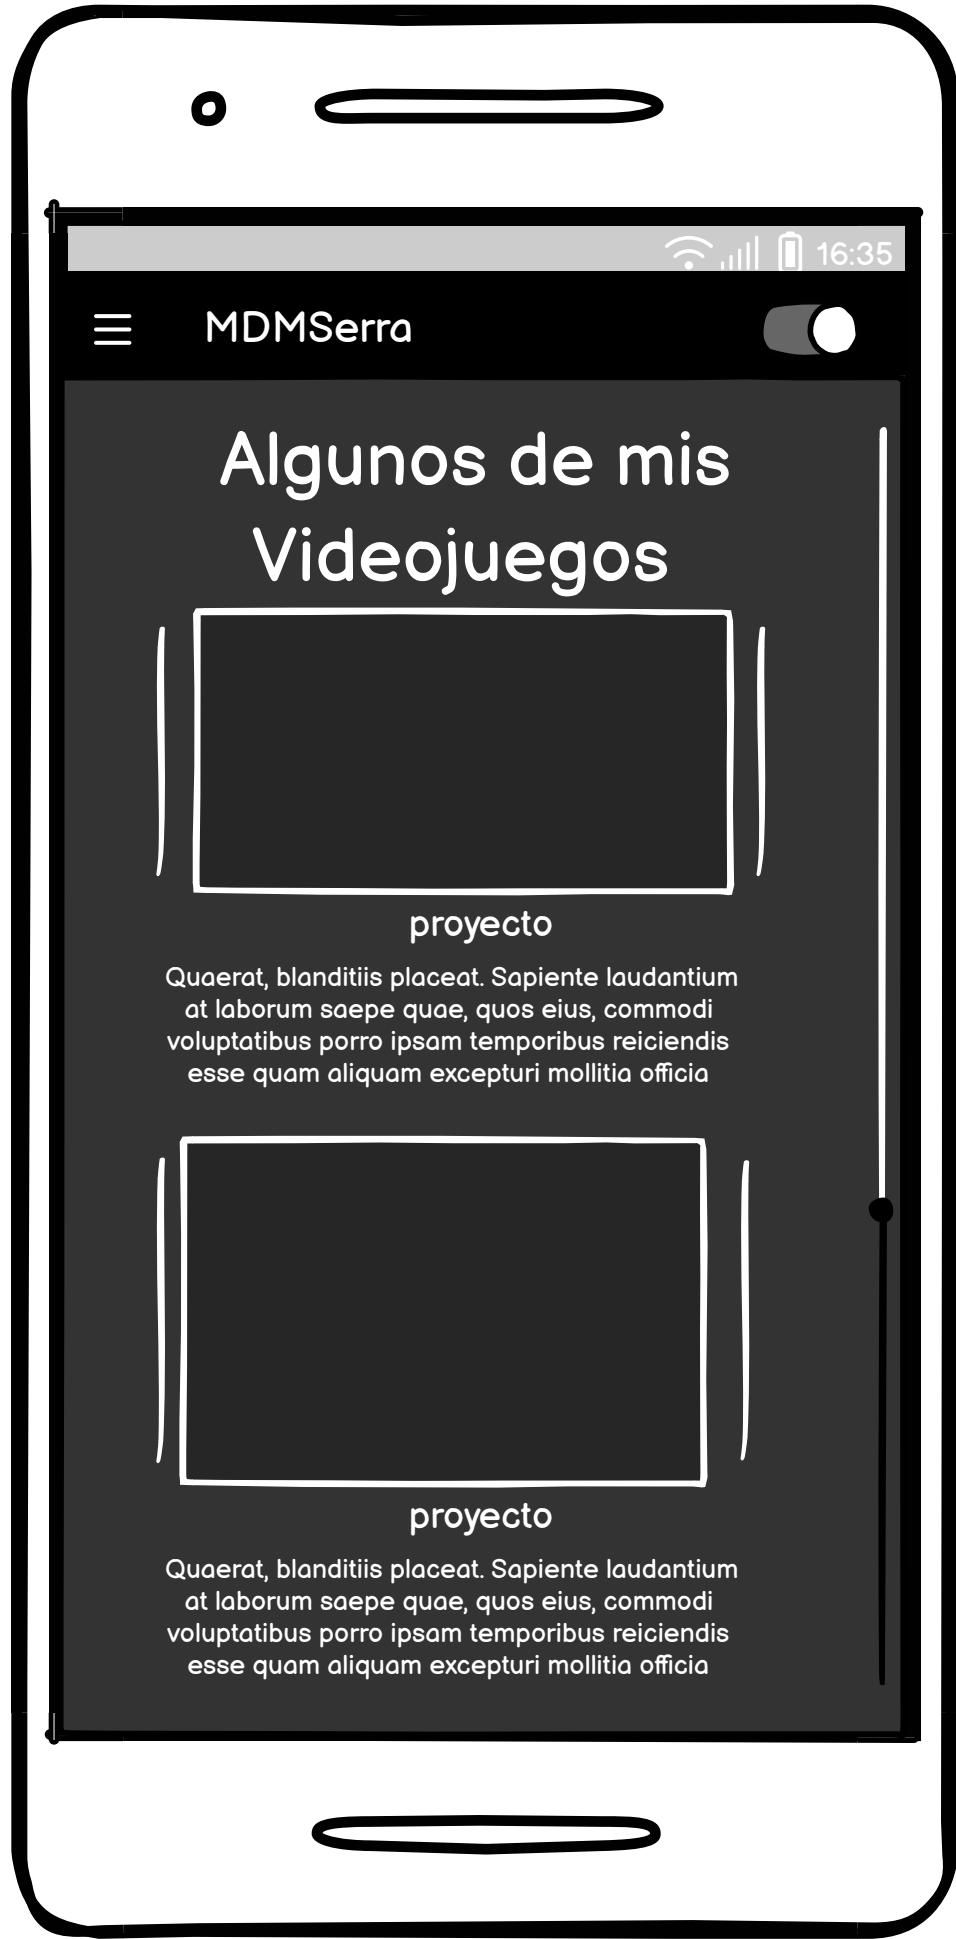 16:35
MDMSerra
Algunos de mis
Videojuegos
proyecto
Quaerat, blanditiis placeat. Sapiente laudantium
at laborum saepe quae, quos eius, commodi
voluptatibus porro ipsam temporibus reiciendis
esse quam aliquam excepturi mollitia officia
proyecto
Quaerat, blanditiis placeat. Sapiente laudantium
at laborum saepe quae, quos eius, commodi
voluptatibus porro ipsam temporibus reiciendis
esse quam aliquam excepturi mollitia officia